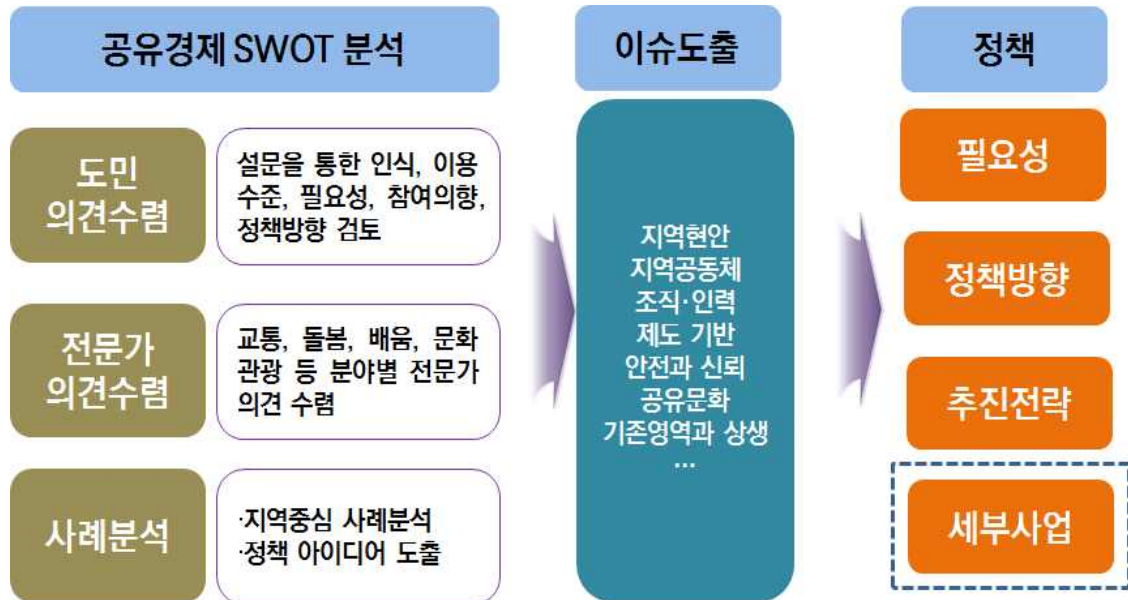 공유경제 SWOT 분석
도민
의견수렴
설문을 통한 인식, 이용
수준, 필요성, 참여의향,
정책방향 검토
전문가
의견수렴
교통, 돌봄, 배움, 문화
관광 등 분야별 전문가
의견 수렴
사례분석
·지역중심 사례분석
·정책 아이디어 도출
이슈도출
지역현안
지역공동체
조직·인력
제도 기반
안전과 신뢰
공유문화
기존영역과 상생
...
정책
필요성
정책방향
추진전략
세부사업